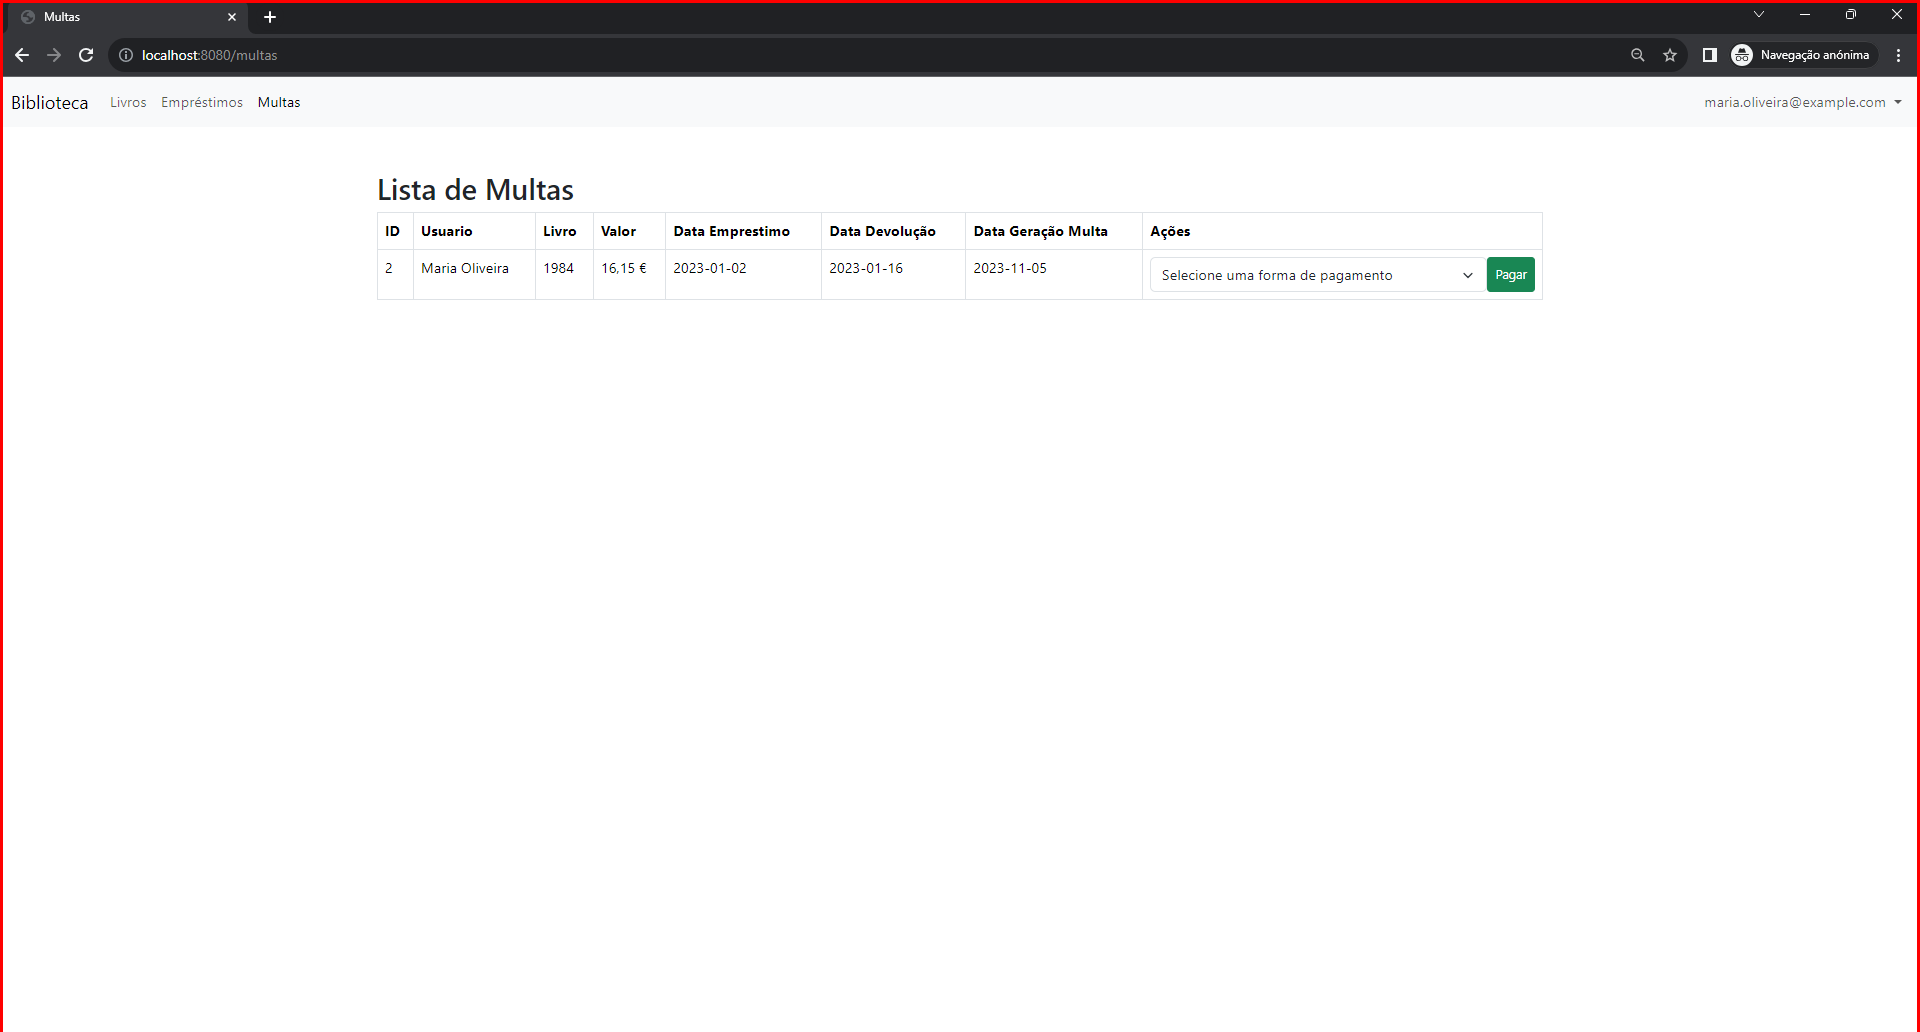 Multas
localhost:8080/multas
Navegação anónima
Biblioteca Livros Empréstimos Multas maria.oliveira@example.com
Lista de Multas
ID Usuario Livro Valor Data Emprestimo Data Devolução Data Geração Multa Ações
2 Maria Oliveira 1984 16,15 € 2023-01-02 2023-01-16 2023-11-05 Selecione uma forma de pagamento Pagar